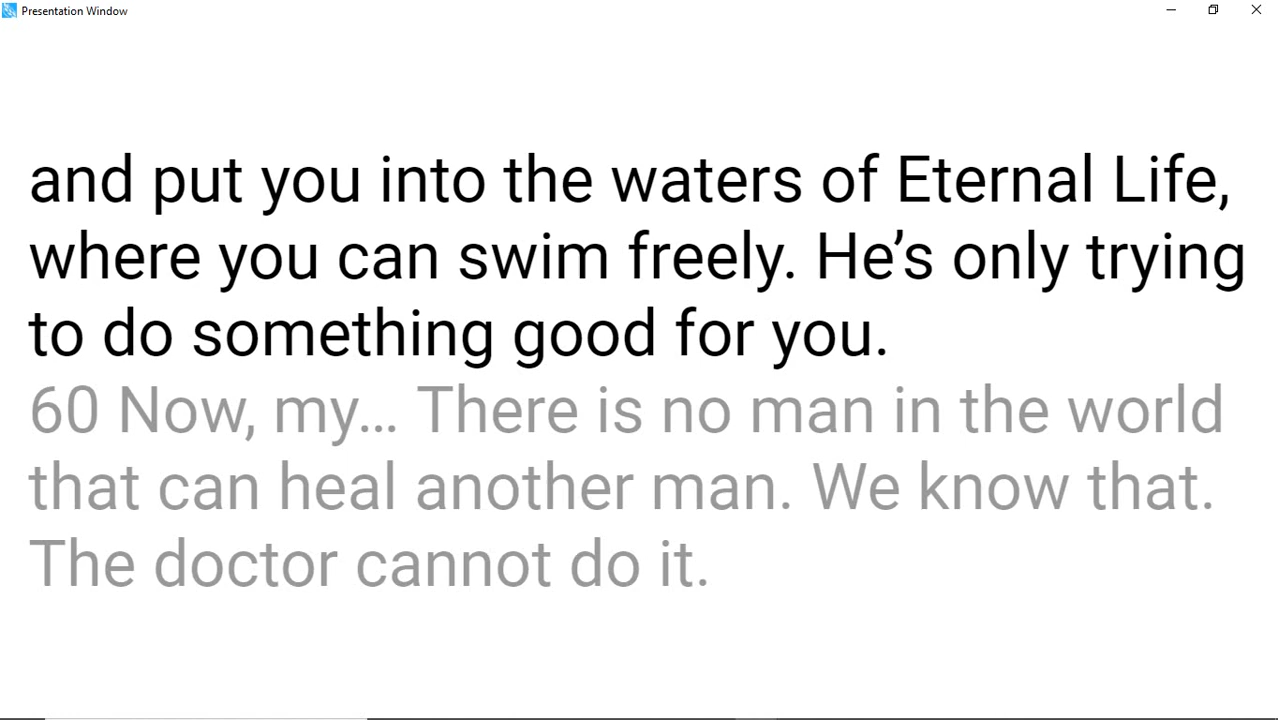 Presentation Window
and put you into the waters of Eternal Life,
where you can swim freely. He’s only trying
to do something good for you.
60 Now, my… There is no man in the world
that can heal another man. We know that.
The doctor cannot do it.